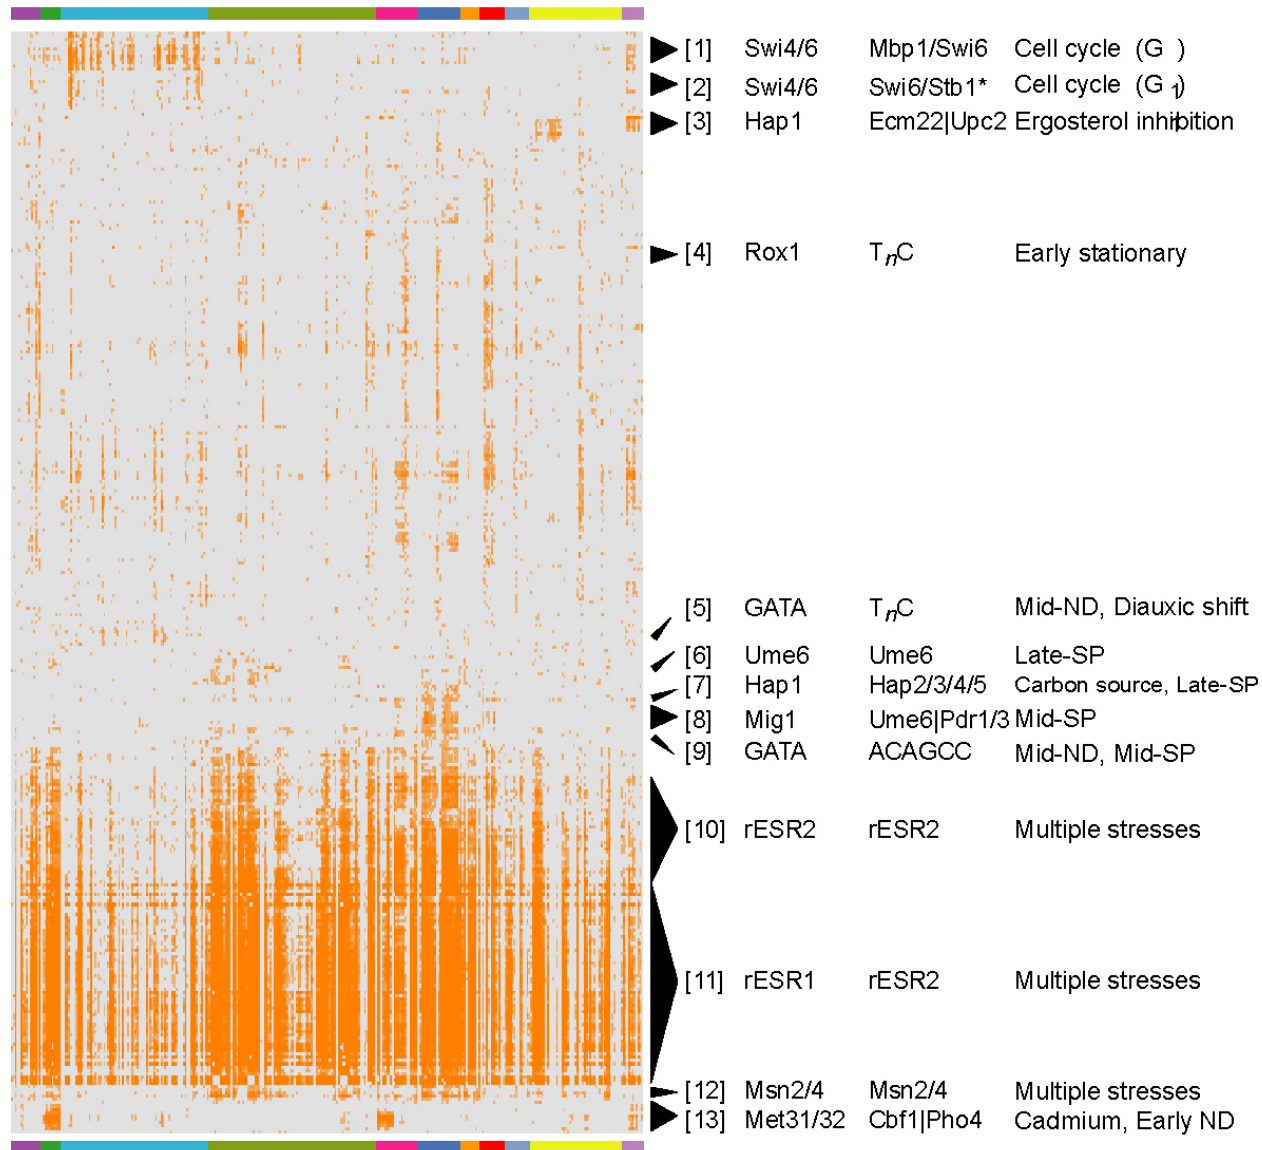 [1] Swi4/6 Mbp1/Swi6 Cell cycle (G )
[2] Swi4/6 Swi6/Stb1* Cell cycle (G 1)
[3] Hap1 Ecm22|Upc2 Ergosterol inhibition
[4] Rox1 TnC Early stationary
[5] GATA TnC Mid-ND, Diauxic shift
[6] Ume6 Ume6 Late-SP
[7] Hap1 Hap2/3/4/5 Carbon source, Late-SP
[8] Mig1 Ume6|Pdr1/3 Mid-SP
[9] GATA ACAGCC Mid-ND, Mid-SP
[10] rESR2 rESR2 Multiple stresses
[11] rESR1 rESR2 Multiple stresses
[12] Msn2/4 Msn2/4 Multiple stresses
[13] Met31/32 Cbf1|Pho4 Cadmium, Early ND